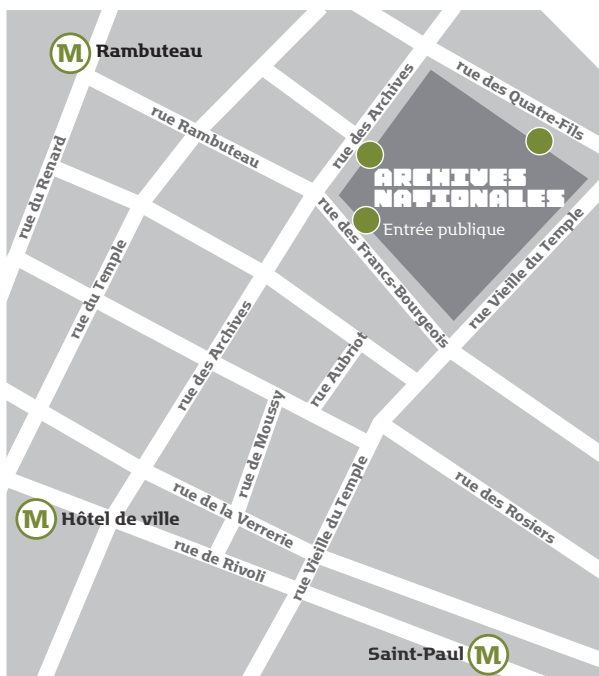 M Rambuteau
rue des Archives
rue des Quatre-Fils
rue Rambuteau
rue du Renard
ARCHIVES
NATIONALES
Entrée publique
rue des Francs-Bourgeois
rue Vieille du Temple
rue du Temple
rue des Archives
rue Aubriot
rue de Moussy
rue Vieille du Temple
rue des Rosiers
M Hôtel de ville
rue de la Verrerie
rue de Rivoli
Saint-Paul M